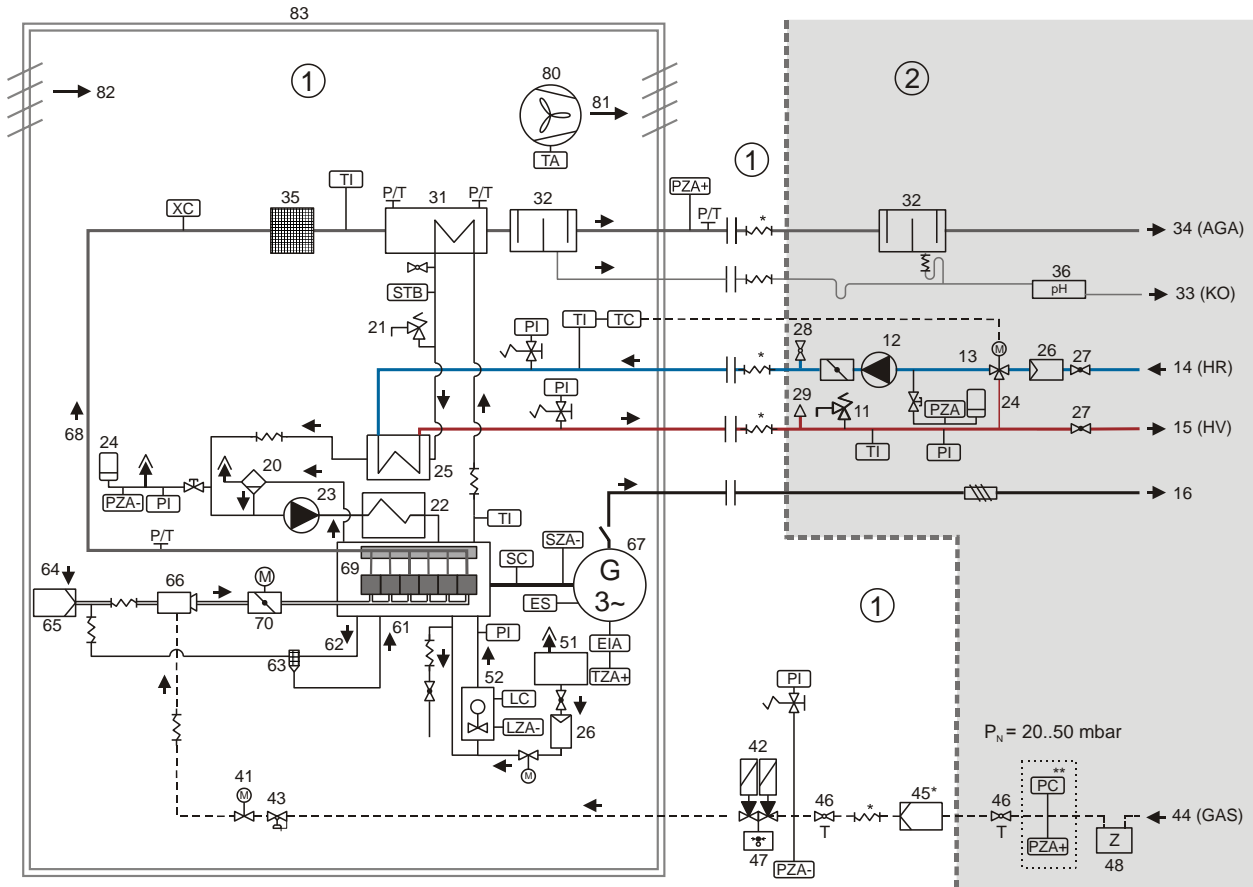 83
1
80
2
82
81
TA
1
PZA+
TI
P/T
31
P/T
32
P/T
*
32
XC
35
34 (AGA)
36
pH
33 (KO)
STB
21
PI
TI
TC
28
12
M
13
26
27
14 (HR)
*
PI
29
11
PZA
24
27
15 (HV)
*
TI
PI
68
24
20
25
PZA-
PI
23
22
16
TI
P/T
SZA-
67
SC
G
3~
69
64
66
M
ES
65
70
62
61
PI
51
EIA
TZA+
1
63
52
LC
LZA-
26
M
PI
P_N = 20..50 mbar
42
41
M
43
46
T
*
45*
46
T
**
PC
PZA+
44 (GAS)
Z
48
47
PZA-